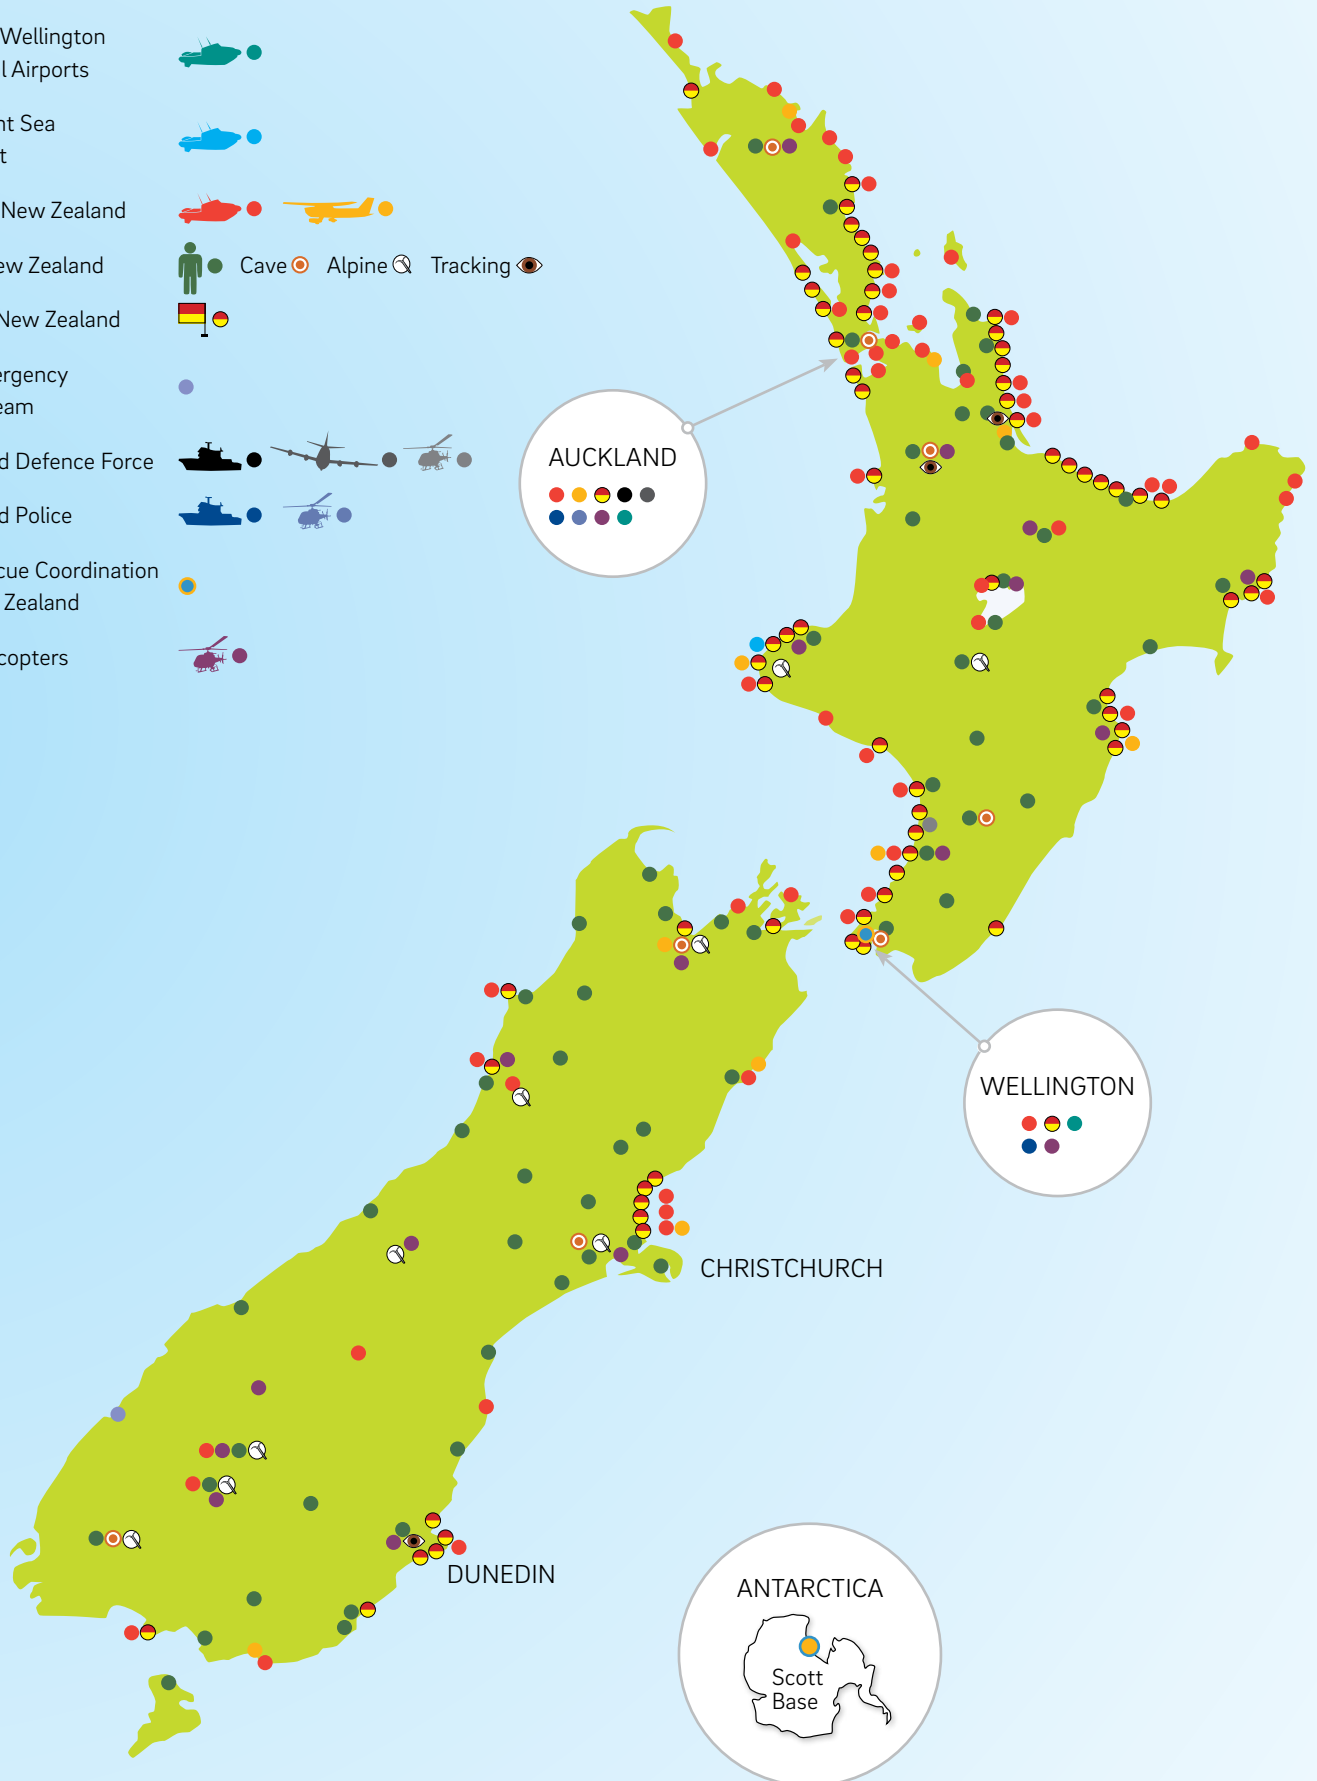 Wellington
l Airports
nt Sea
t
New Zealand
ew Zealand Cave Alpine Tracking
New Zealand
ergency
eam
d Defence Force
d Police
cue Coordination
Zealand
copters
AUCKLAND
WELLINGTON
CHRISTCHURCH
DUNEDIN
ANTARCTICA
Scott
Base